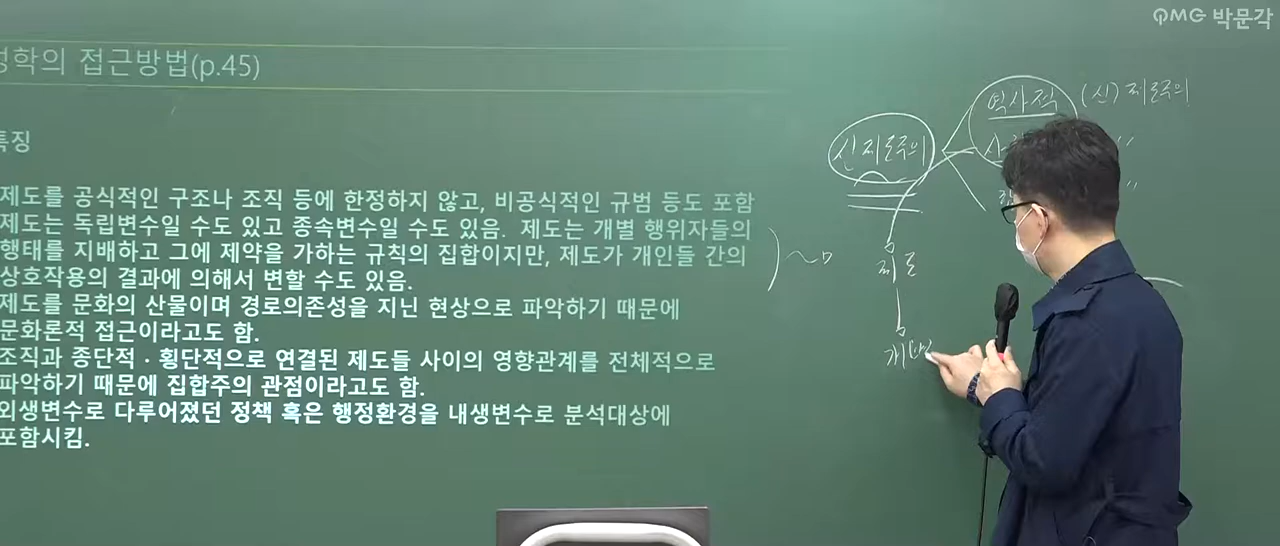 QMG 박문각
성학의 접근방법(p.45)
특징
제도를 공식적인 구조나 조직 등에 한정하지 않고, 비공식적인 규범 등도 포함
제도는 독립변수일 수도 있고 종속변수일 수도 있음. 제도는 개별 행위자들의
행태를 지배하고 그에 제약을 가하는 규칙의 집합이지만, 제도가 개인들 간의
상호작용의 결과에 의해서 변할 수도 있음.
제도를 문화의 산물이며 경로의존성을 지닌 현상으로 파악하기 때문에
문화론적 접근이라고도 함.
조직과 종단적 · 횡단적으로 연결된 제도들 사이의 영향관계를 전체적으로
파악하기 때문에 집합주의 관점이라고도 함.
외생변수로 다루어졌던 정책 혹은 행정환경을 내생변수로 분석대상에
포함시킴.
역사적 (신)제도주의
신제도주의
〃
〃
제도
개인